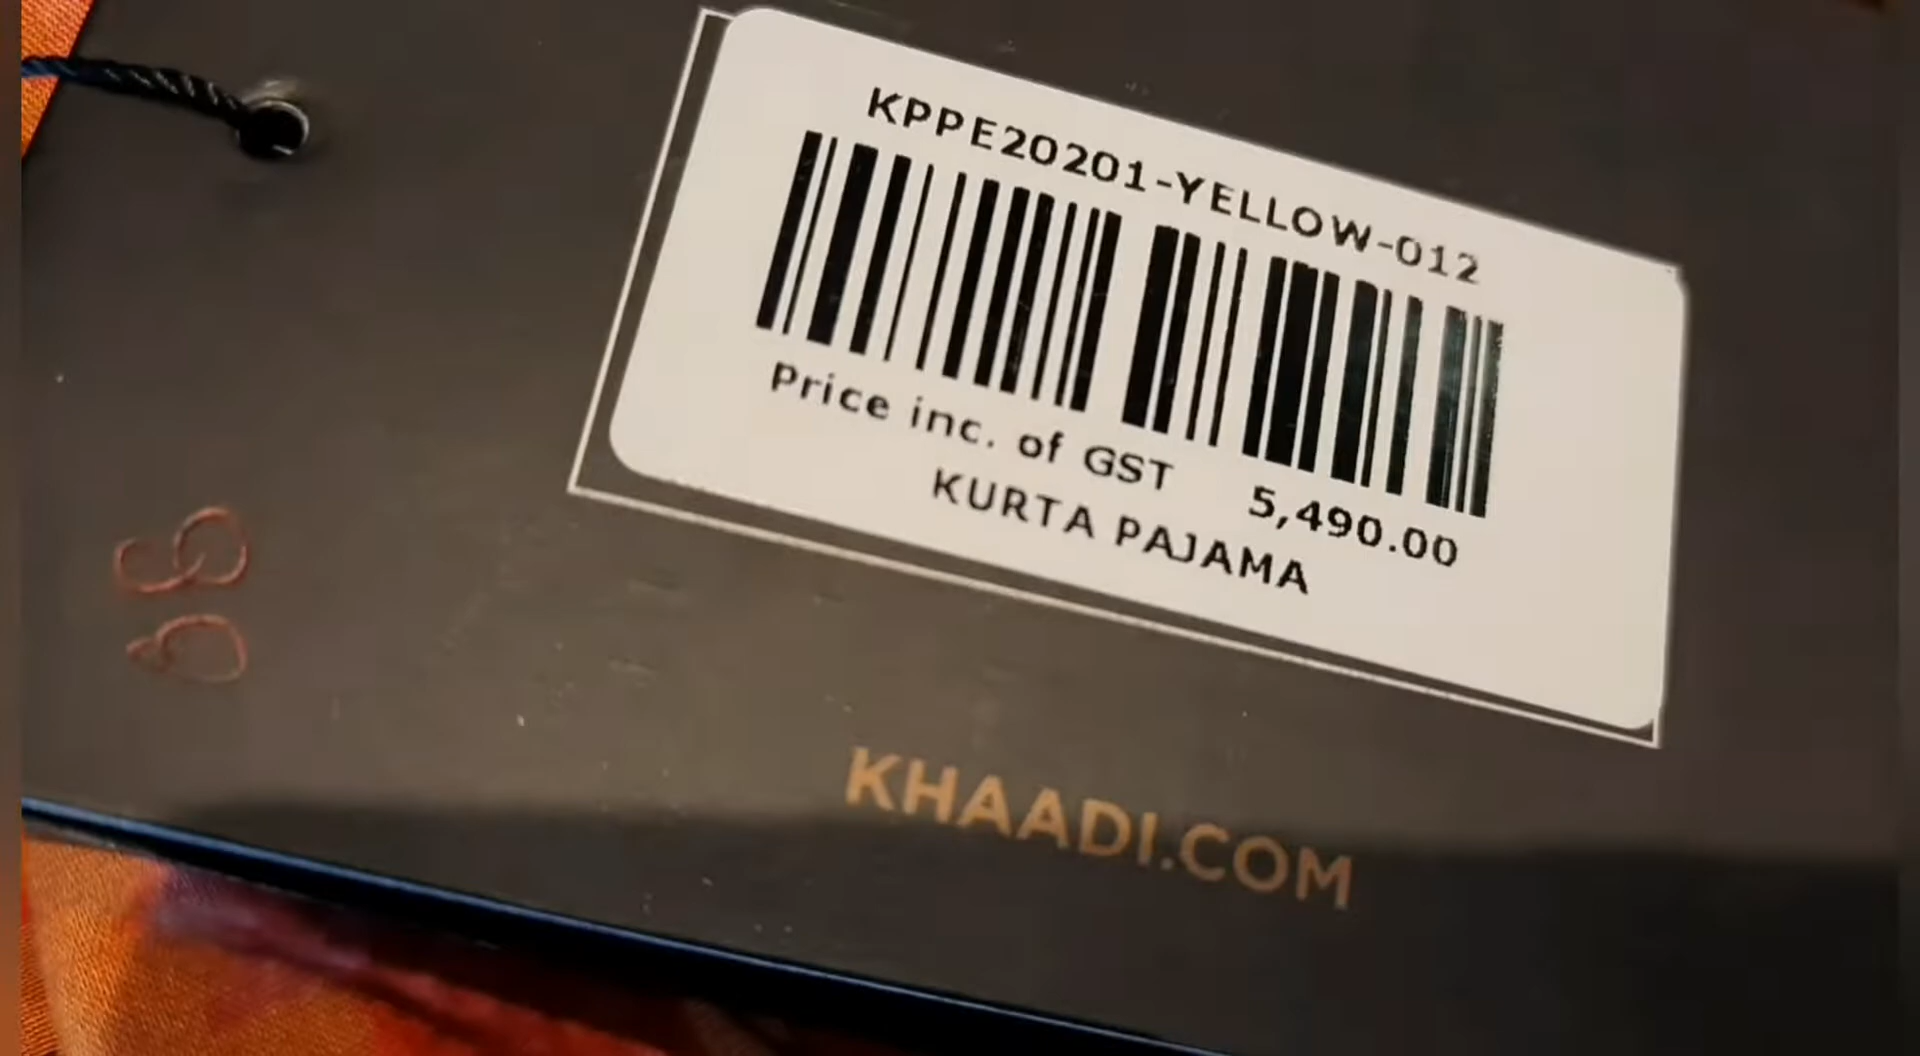 KPPE20201-YELLOW-012
Price inc. of GST 5,490.00
KURTA PAJAMA
KHAADI.COM